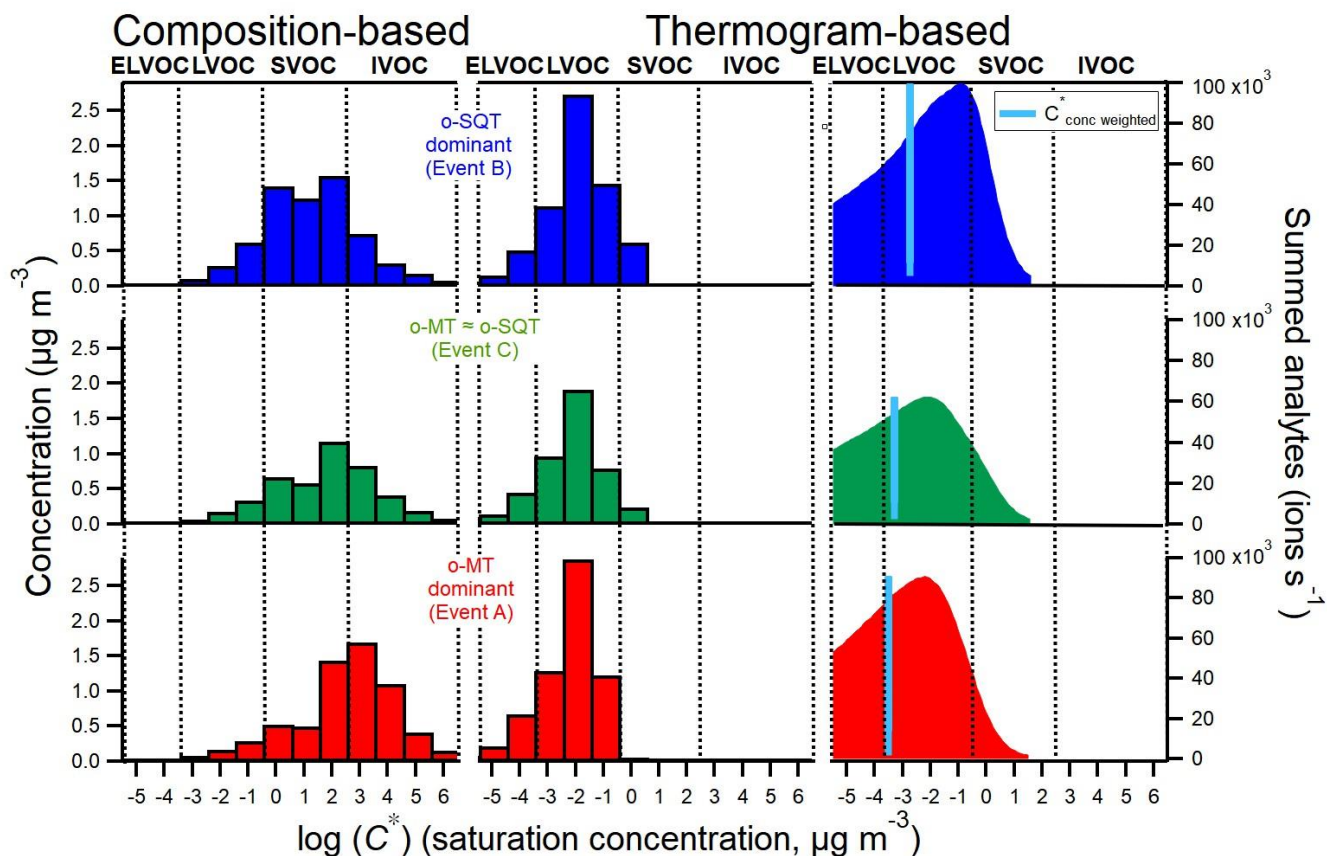 Composition-based Thermogram-based
ELVOC LVOC SVOC IVOC ELVOC LVOC SVOC IVOC ELVOC LVOC SVOC IVOC
2.5
2.0
1.5
1.0
0.5
0.0
o-SQT
dominant
(Event B)
C* conc weighted
100 x10³
80
60
40
20
0
2.5
2.0
1.5
1.0
0.5
0.0
o-MT ≈ o-SQT
(Event C)
100 x10³
80
60
40
20
0
2.5
2.0
1.5
1.0
0.5
0.0
o-MT
dominant
(Event A)
100 x10³
80
60
40
20
0
Concentration (µg m⁻³)
Summed analytes (ions s⁻¹)
-5 -4 -3 -2 -1 0 1 2 3 4 5 6 -5 -4 -3 -2 -1 0 1 2 3 4 5 6 -5 -4 -3 -2 -1 0 1 2 3 4 5 6
log (C*) (saturation concentration, µg m⁻³)